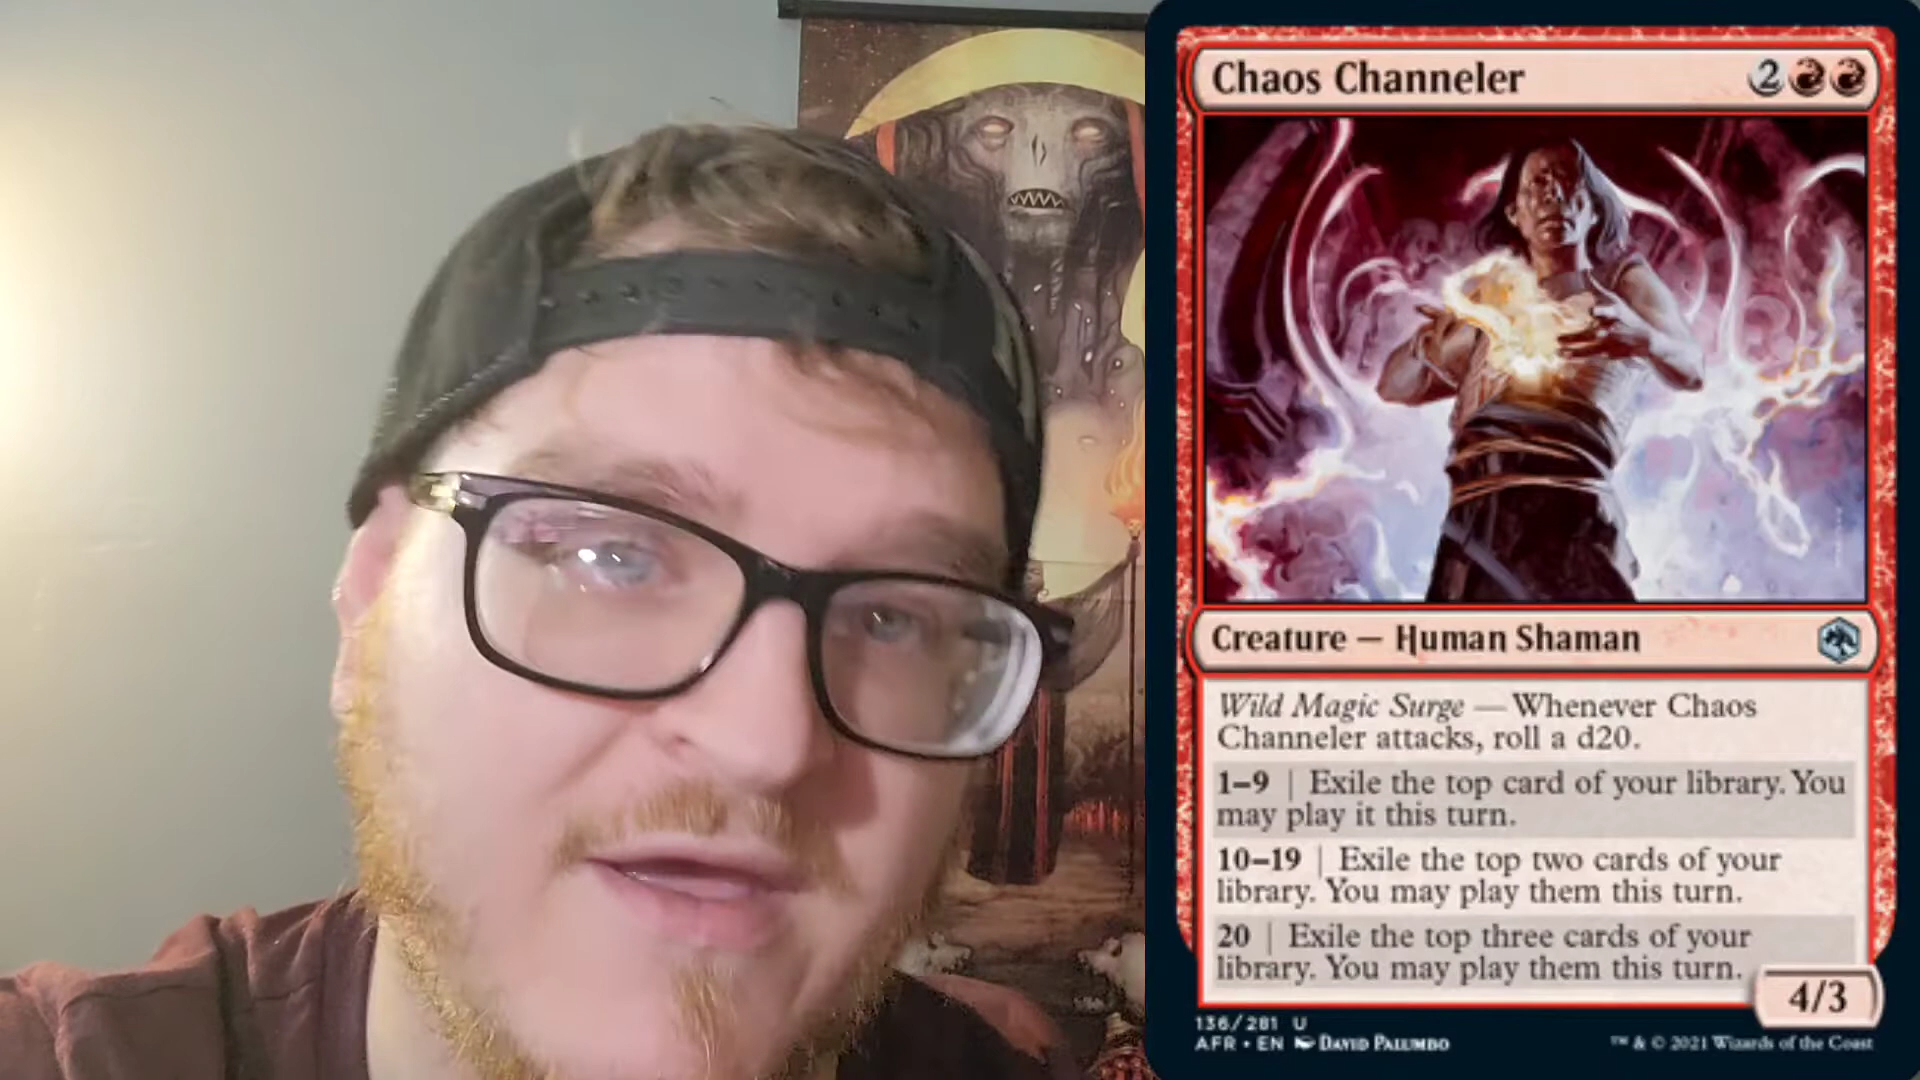 Chaos Channeler 2
Creature — Human Shaman
Wild Magic Surge — Whenever Chaos
Channeler attacks, roll a d20.
1–9 | Exile the top card of your library. You
may play it this turn.
10–19 | Exile the top two cards of your
library. You may play them this turn.
20 | Exile the top three cards of your
library. You may play them this turn.
4/3
136/281 U
AFR • EN David Palumbo
™ & © 2021 Wizards of the Coast